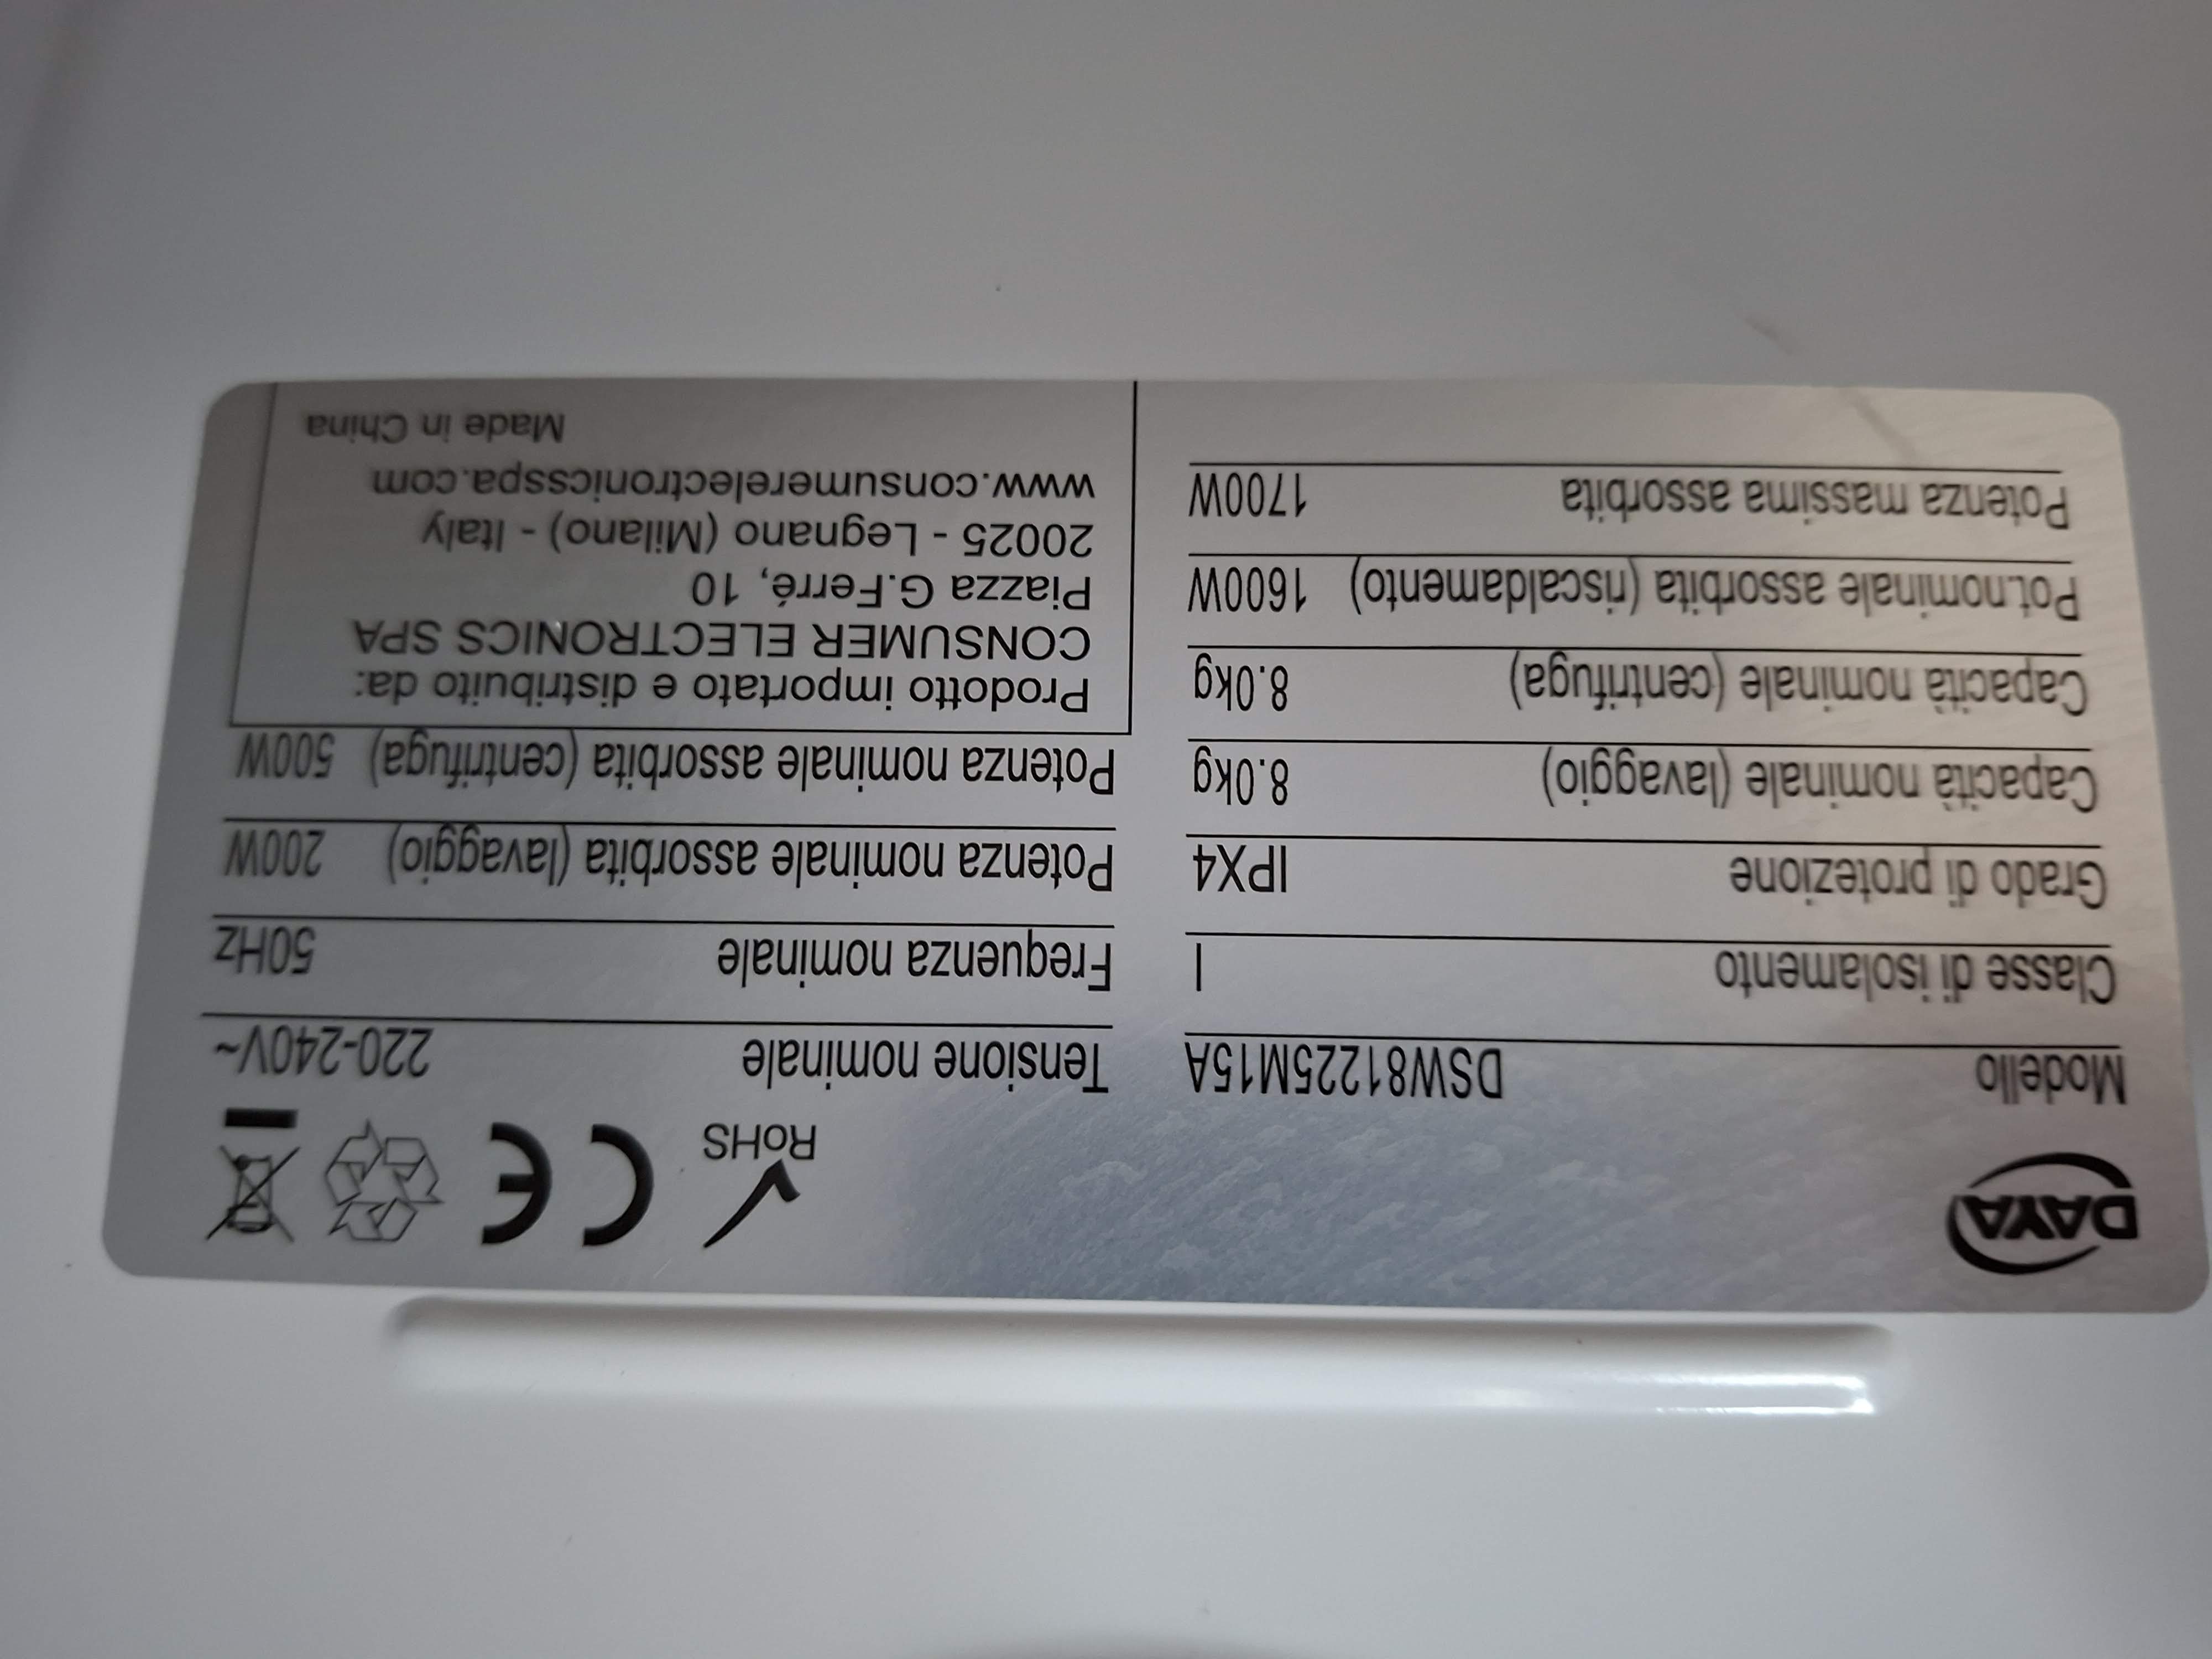 DAYA
RoHS
CE
Modello DSW81225M15A
Classe di isolamento I
Grado di protezione IPX4
Capacità nominale (lavaggio) 8.0kg
Capacità nominale (centrifuga) 8.0kg
Pot.nominale assorbita (riscaldamento) 1600W
Potenza massima assorbita 1700W
Tensione nominale 220-240V~
Frequenza nominale 50Hz
Potenza nominale assorbita (lavaggio) 200W
Potenza nominale assorbita (centrifuga) 500W
Prodotto importato e distribuito da:
CONSUMER ELECTRONICS SPA
Piazza G.Ferré, 10
20025 - Legnano (Milano) - Italy
www.consumerelectronicsspa.com
Made in China